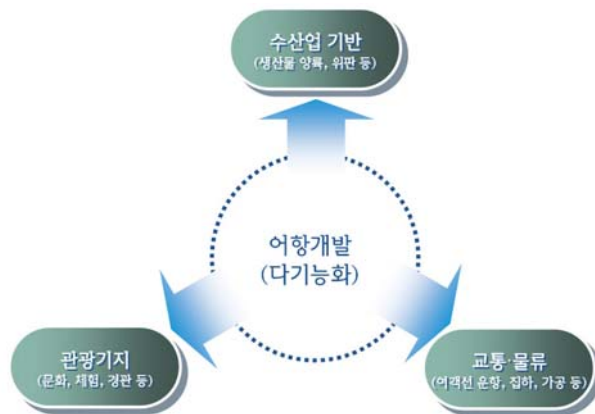 수산업 기반
(생산물 양륙, 위판 등)
어항개발
(다기능화)
관광기지
(문화, 체험, 경관 등)
교통·물류
(여객선 운항, 집하, 가공 등)